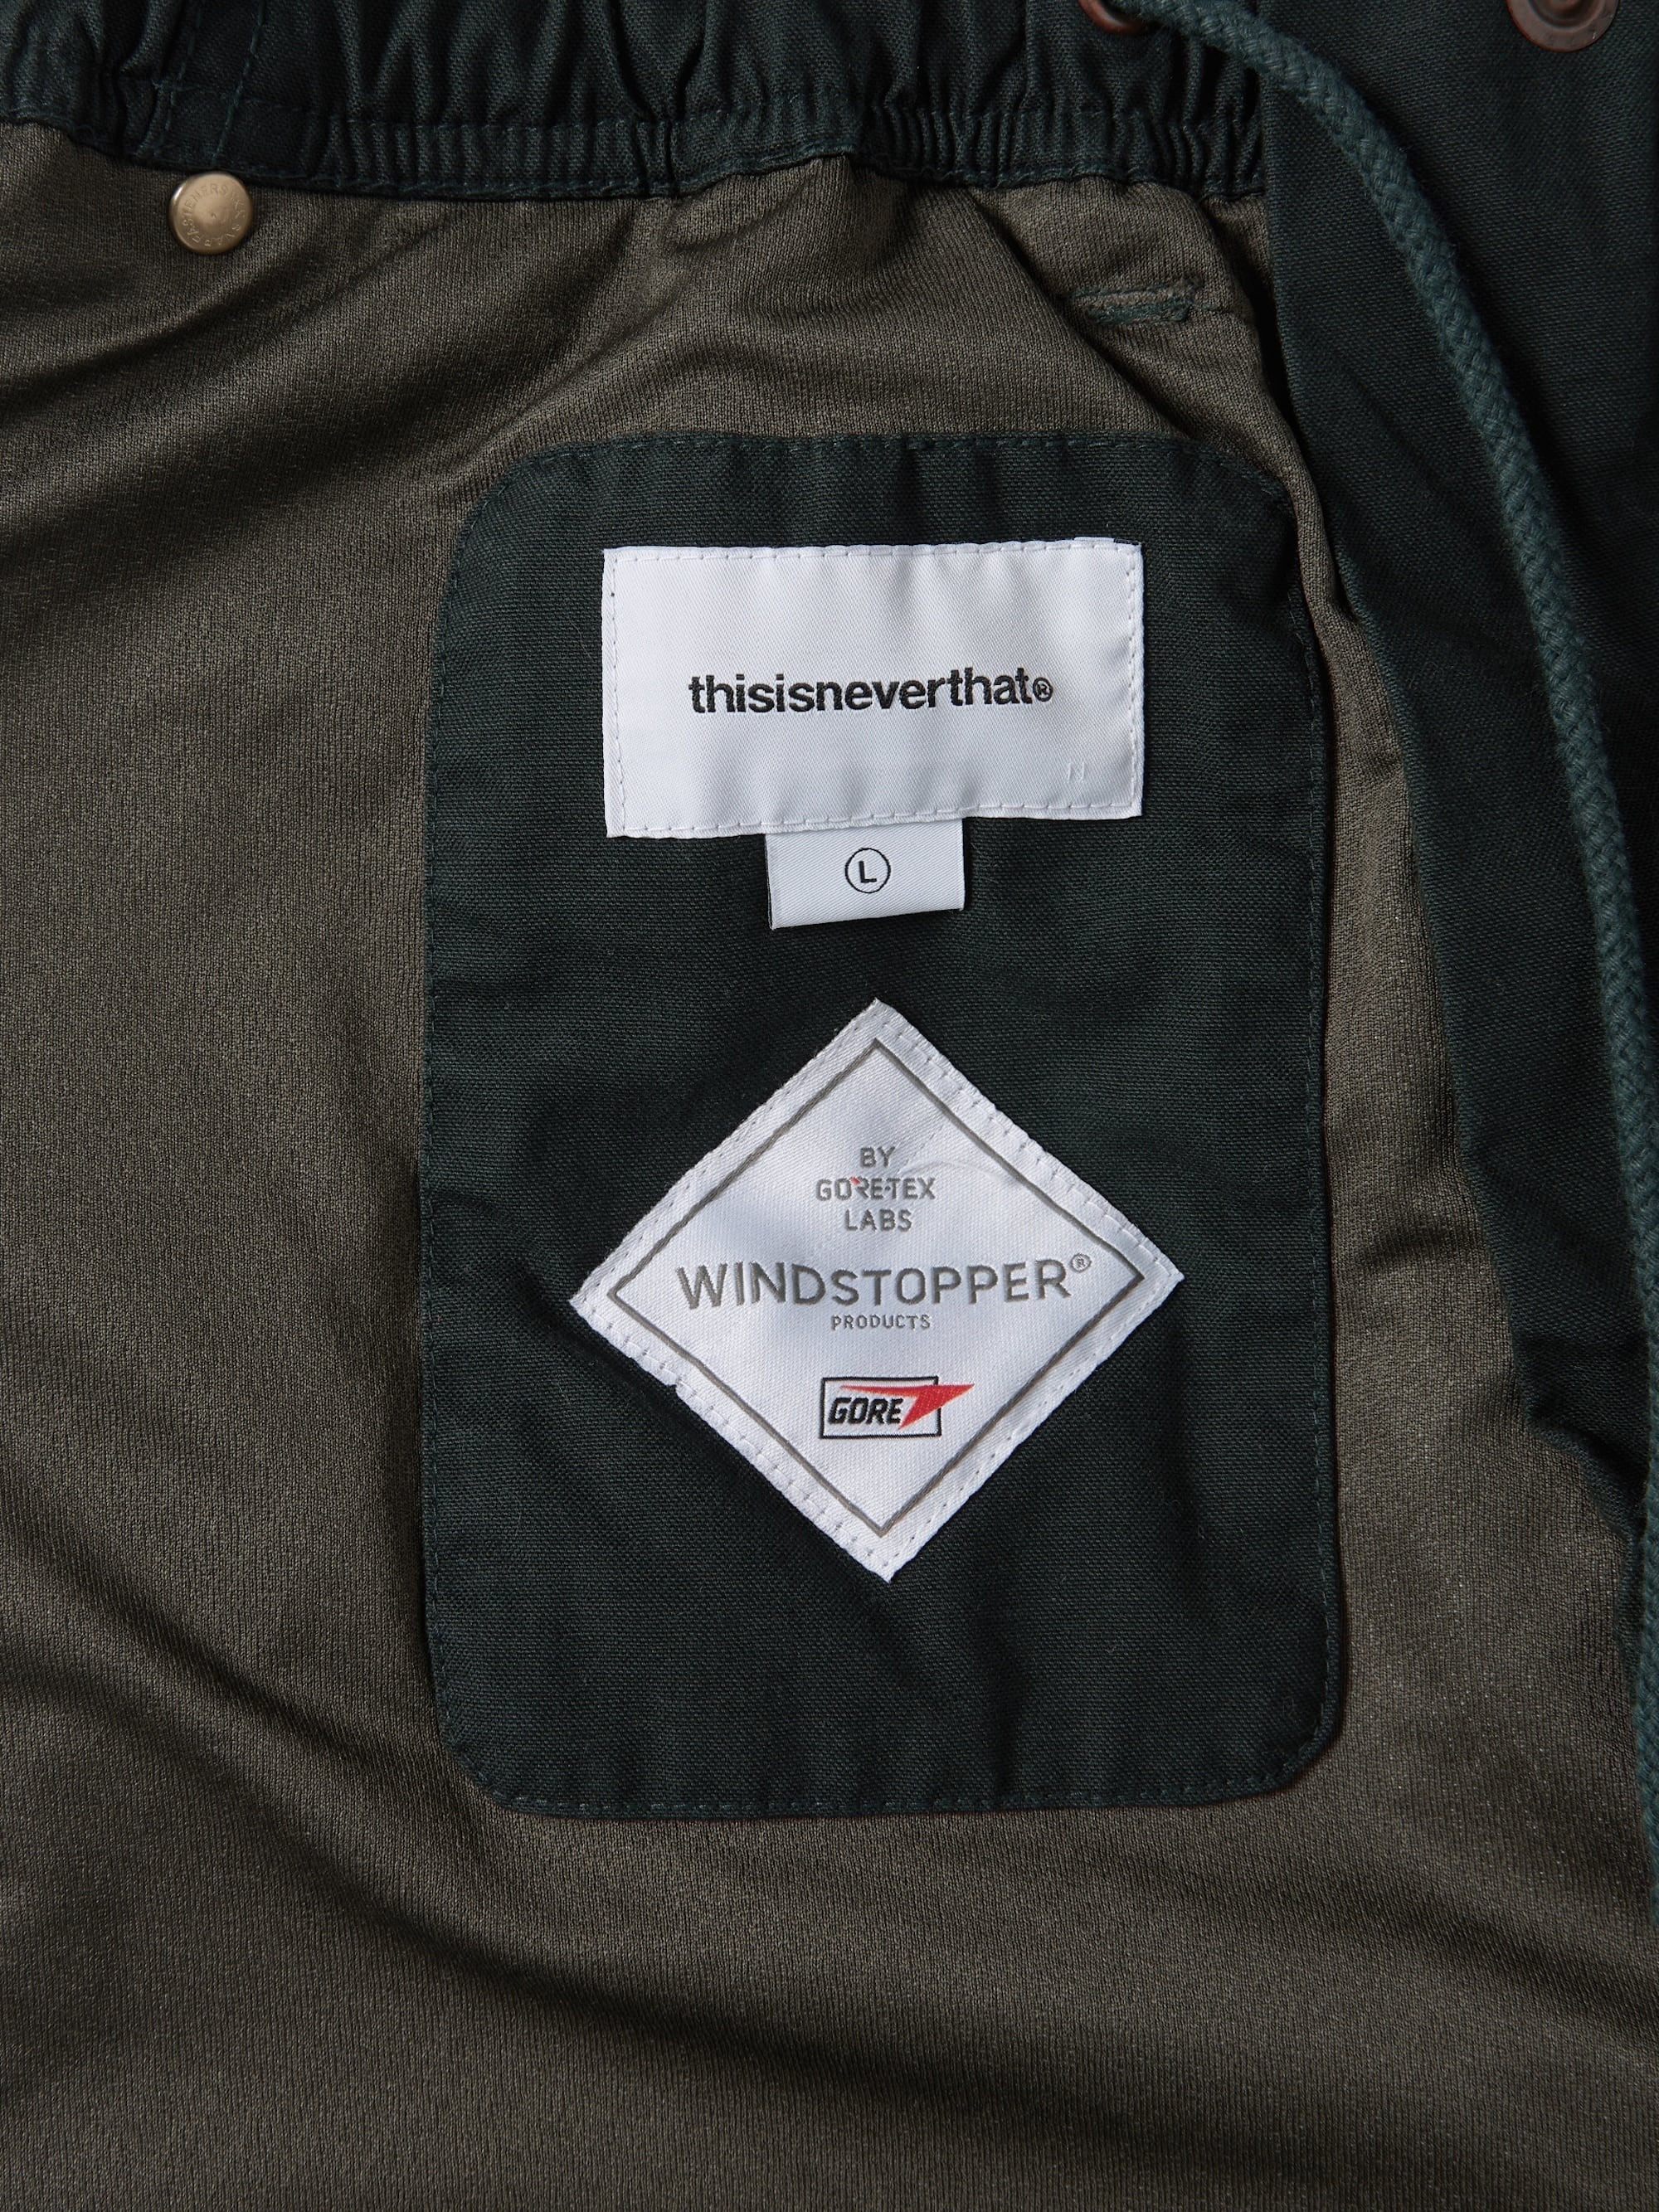 thisisneverthat®
N
L
BY
GORE-TEX
LABS
WINDSTOPPER®
PRODUCTS
GORE